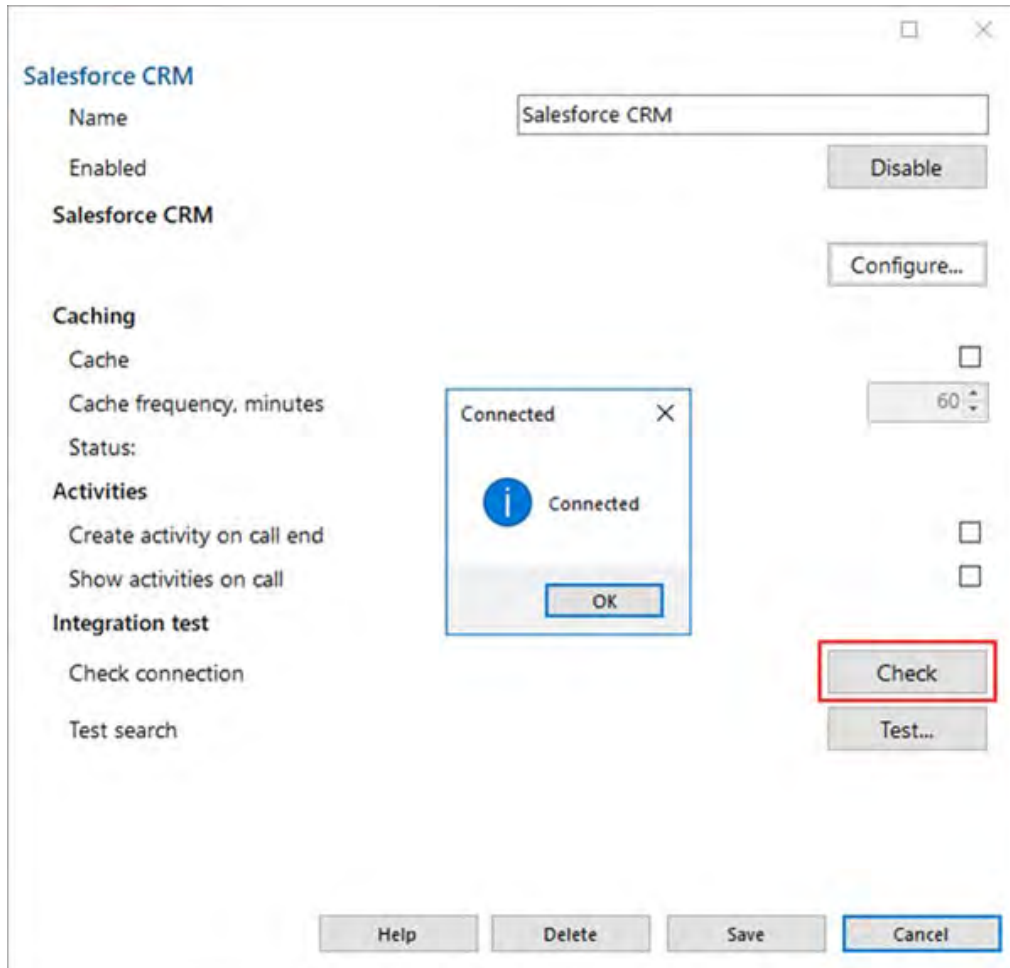 Salesforce CRM
Name Salesforce CRM
Enabled Disable
Salesforce CRM
Configure...
Caching
Cache
Cache frequency, minutes 60
Status:
Activities
Create activity on call end
Show activities on call
Integration test
Check connection Check
Test search Test...
Connected
Connected
OK
Help Delete Save Cancel